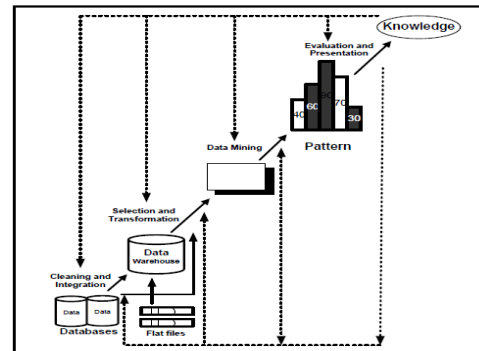 Knowledge
Evaluation and
Presentation
40
60
90
70
30
Pattern
Data Mining
Selection and
Transformation
Data
Warehouse
Cleaning and
Integration
Data
Data
Databases
Flat files